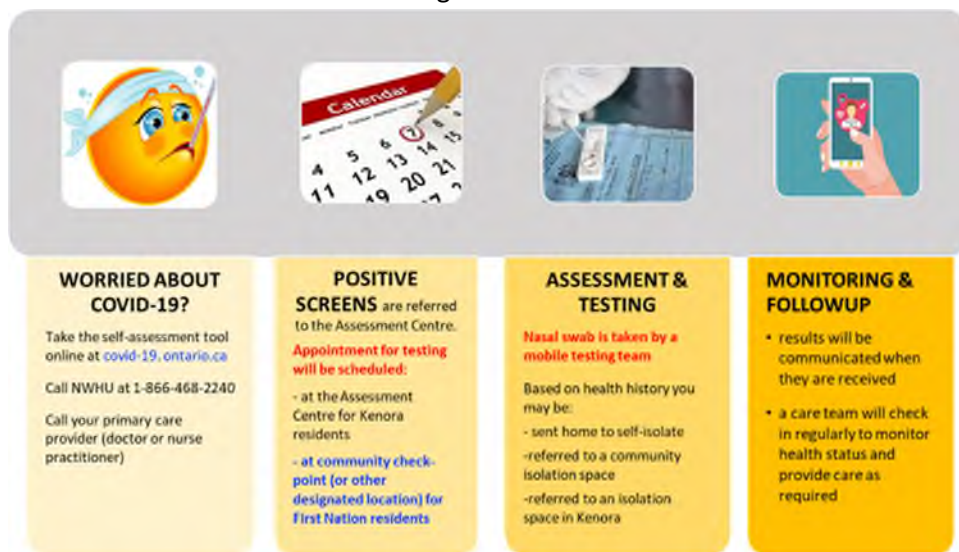 Calendar
4 5 6 7 8
11 12 13 14 15
19 20 21
WORRIED ABOUT
COVID-19?
Take the self-assessment tool
online at covid-19. ontario.ca
Call NWHU at 1-866-468-2240
Call your primary care
provider (doctor or nurse
practitioner)
POSITIVE
SCREENS are referred
to the Assessment Centre.
Appointment for testing
will be scheduled:
- at the Assessment
Centre for Kenora
residents
- at community check-
point (or other
designated location) for
First Nation residents
ASSESSMENT &
TESTING
Nasal swab is taken by a
mobile testing team
Based on health history you
may be:
- sent home to self-isolate
-referred to a community
isolation space
-referred to an isolation
space in Kenora
MONITORING &
FOLLOWUP
• results will be
communicated when
they are received
• a care team will check
in regularly to monitor
health status and
provide care as
required